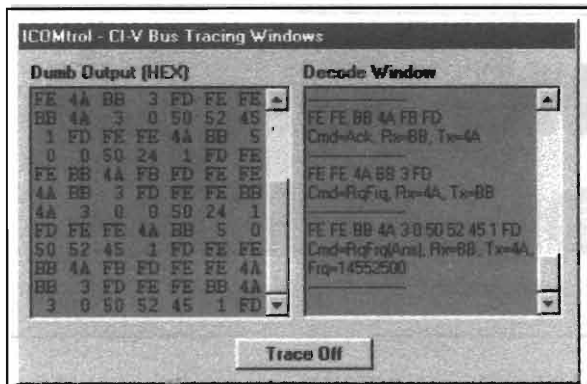 ICOMtrol - CI-V Bus Tracing Windows
Dumb Output (HEX)
FE 4A BB 3 FD FE FE
BB 4A 3 0 50 52 45
1 FD FE FE 4A BB 5
0 0 50 24 1 FD FE
FE BB 4A FB FD FE FE
4A BB 3 FD FE FE BB
4A 3 0 0 50 24 1
FD FE FE 4A BB 5 0
50 52 45 1 FD FE FE
BB 4A FB FD FE FE 4A
BB 3 FD FE FE BB 4A
3 0 50 52 45 1 FD
Decode Window
FE FE BB 4A FB FD
Cmd=Ack, Rx=BB, Tx=4A
FE FE 4A BB 3 FD
Cmd=RqFrq, Rx=4A, Tx=BB
FE FE BB 4A 3 0 50 52 45 1 FD
Cmd=RqFrq(Ans), Rx=BB, Tx=4A,
Frq=14552500
Trace Off